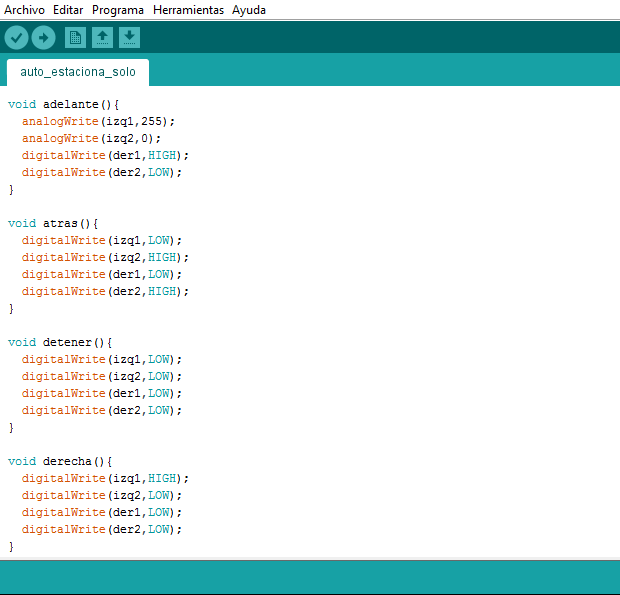 Archivo Editar Programa Herramientas Ayuda
auto_estaciona_solo
void adelante(){
  analogWrite(izq1,255);
  analogWrite(izq2,0);
  digitalWrite(der1,HIGH);
  digitalWrite(der2,LOW);
}
void atras(){
  digitalWrite(izq1,LOW);
  digitalWrite(izq2,HIGH);
  digitalWrite(der1,LOW);
  digitalWrite(der2,HIGH);
}
void detener(){
  digitalWrite(izq1,LOW);
  digitalWrite(izq2,LOW);
  digitalWrite(der1,LOW);
  digitalWrite(der2,LOW);
}
void derecha(){
  digitalWrite(izq1,HIGH);
  digitalWrite(izq2,LOW);
  digitalWrite(der1,LOW);
  digitalWrite(der2,LOW);
}